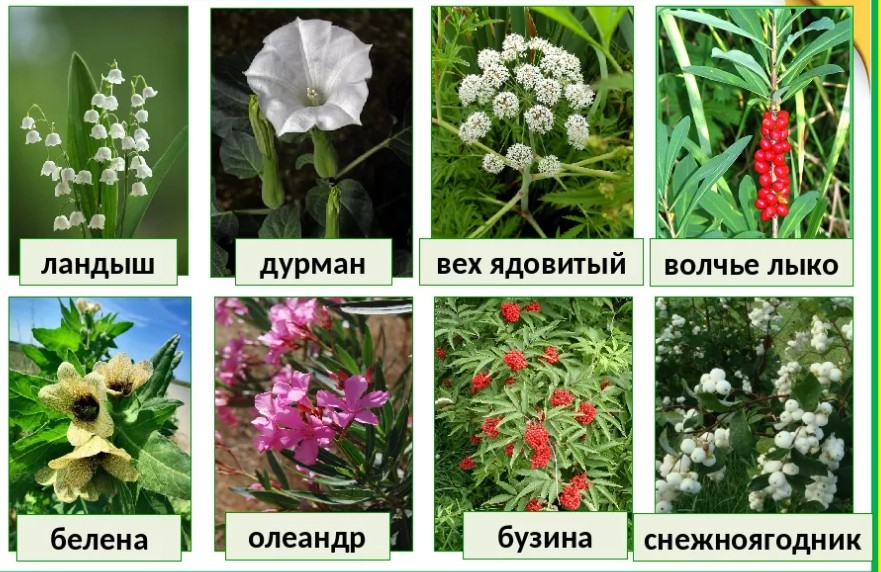 ландыш
дурман
вех ядовитый
волчье лыко
белена
олеандр
бузина
снежноягодник